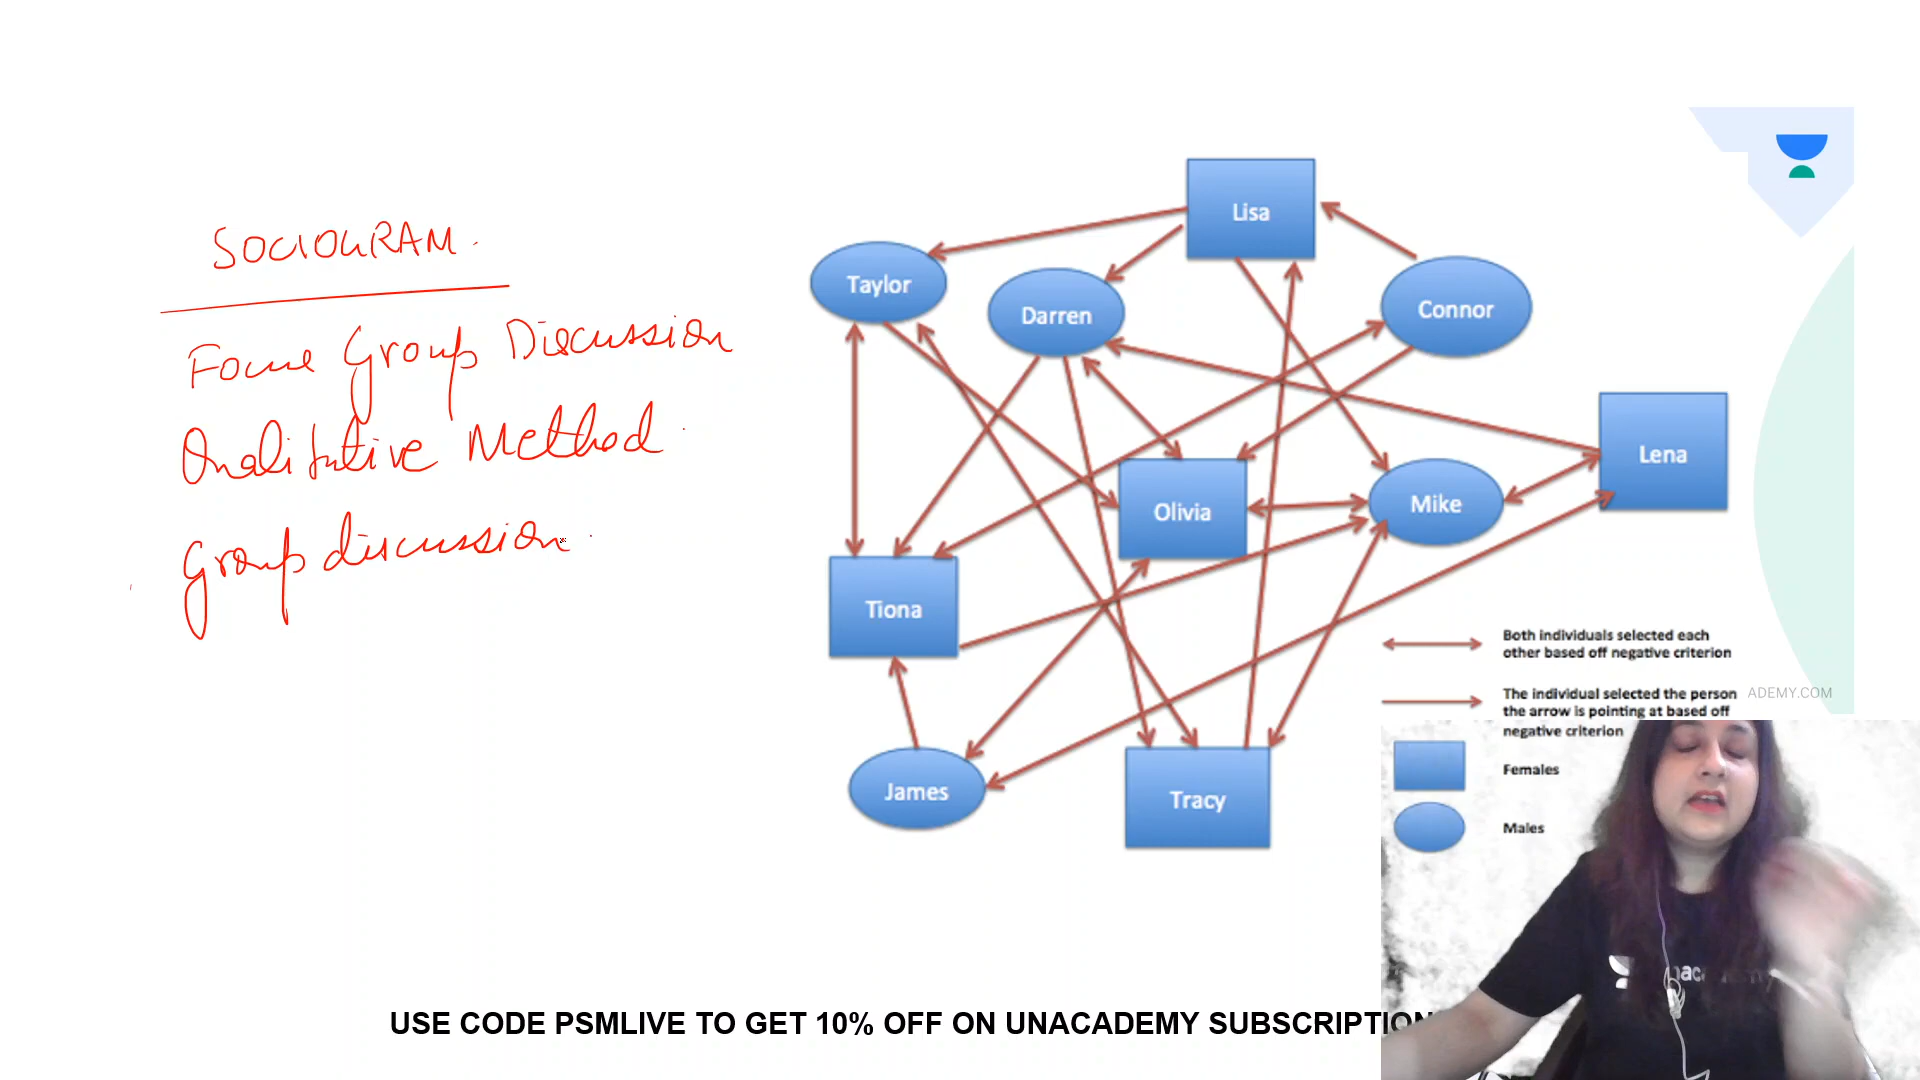 SOCIOGRAM.
Focus Group Discussion
Qualitative Method.
Group discussion.
Lisa
Taylor
Darren
Connor
Lena
Olivia
Mike
Tiona
James
Tracy
Both individuals selected each
other based off negative criterion
The individual selected the person
the arrow is pointing at based off
negative criterion
Females
Males
ADEMY.COM
USE CODE PSMLIVE TO GET 10% OFF ON UNACADEMY SUBSCRIPTION